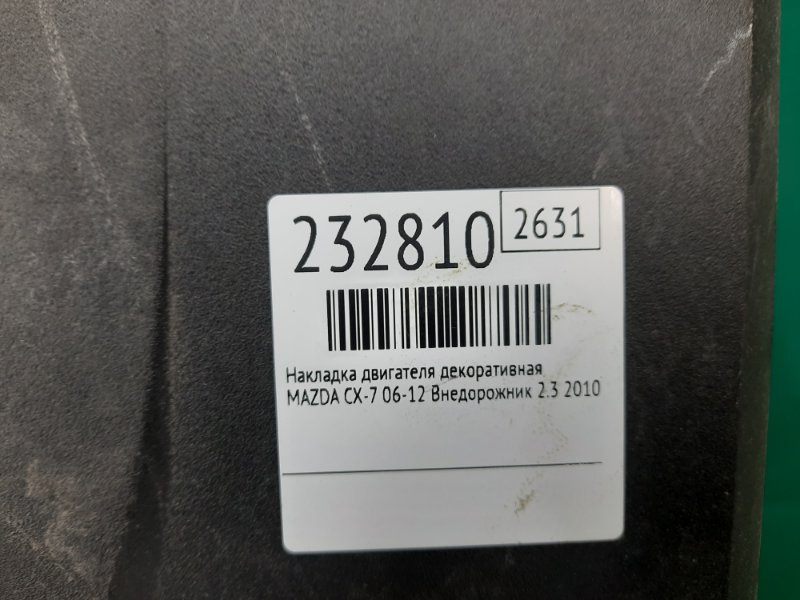 232810
2631
Накладка двигателя декоративная
MAZDA CX-7 06-12 Внедорожник 2.3 2010